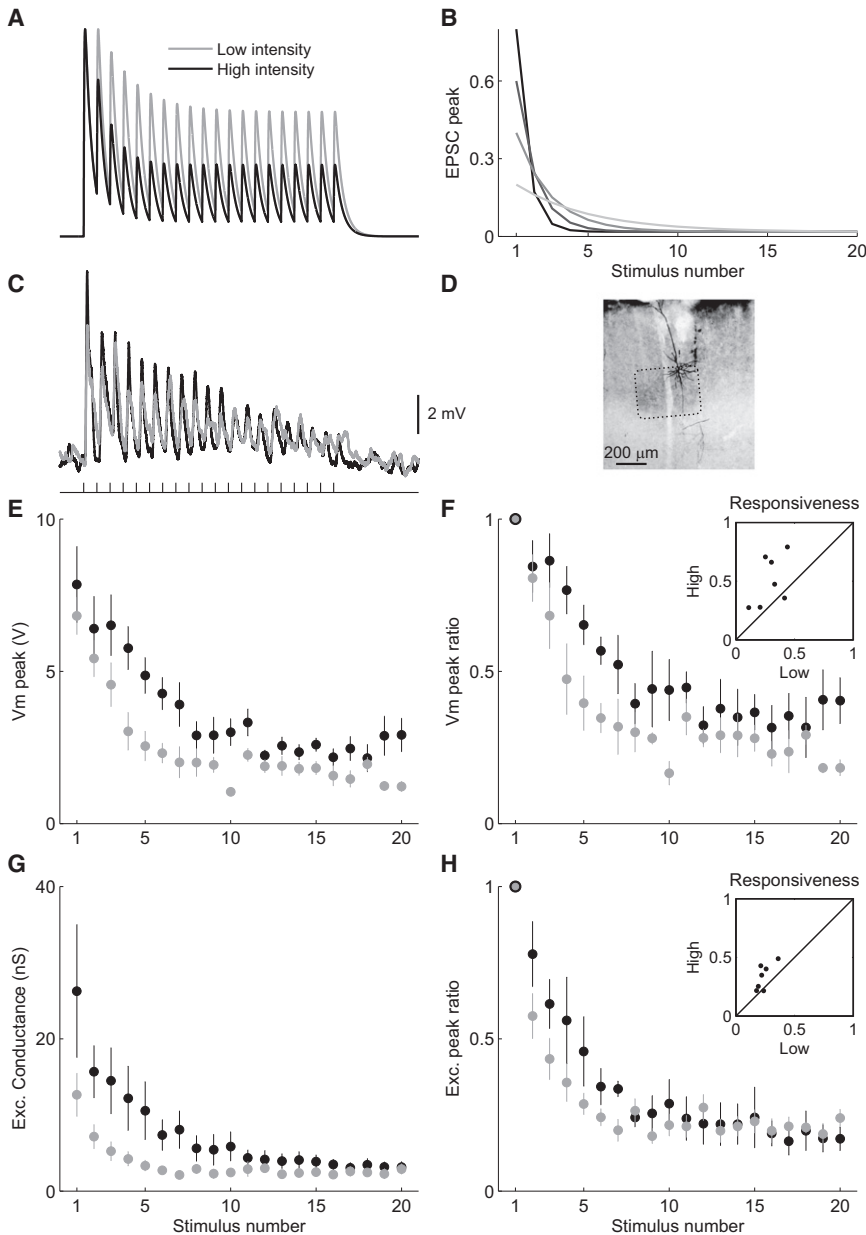 A
Low intensity
High intensity
B
EPSC peak
0.6
0.3
0
1
5
10
15
20
Stimulus number
C
2 mV
D
200 μm
E
Vm peak (V)
10
5
0
1
5
10
15
20
F
Vm peak ratio
1
0.5
0
1
5
10
15
20
Responsiveness
High
1
0.5
0
0
0.5
1
Low
G
Exc. Conductance (nS)
40
20
0
1
5
10
15
20
Stimulus number
H
Exc. peak ratio
1
0.5
0
1
5
10
15
20
Stimulus number
Responsiveness
High
1
0.5
0
0
0.5
1
Low